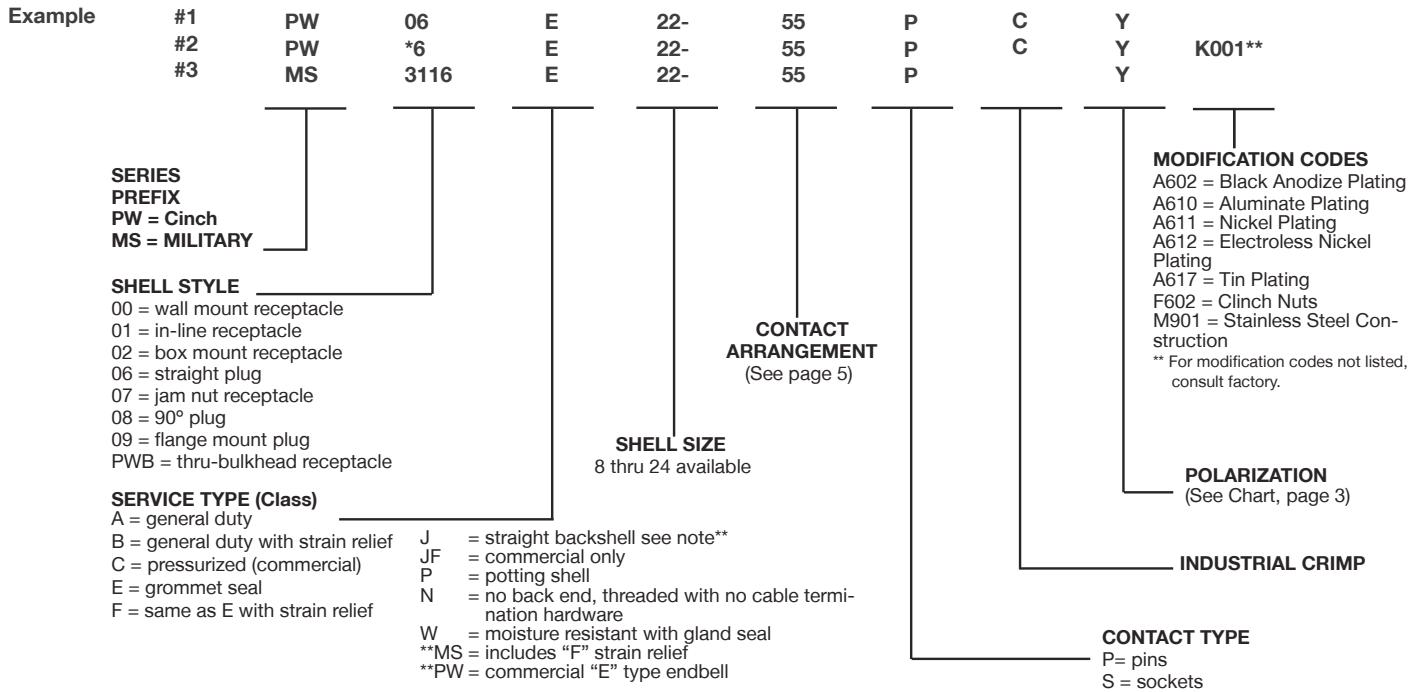 Example #1 PW 06 E 22- 55 P C Y
#2 PW *6 E 22- 55 P C Y K001**
#3 MS 3116 E 22- 55 P Y
SERIES
PREFIX
PW = Cinch
MS = MILITARY
SHELL STYLE
00 = wall mount receptacle
01 = in-line receptacle
02 = box mount receptacle
06 = straight plug
07 = jam nut receptacle
08 = 90º plug
09 = flange mount plug
PWB = thru-bulkhead receptacle
SERVICE TYPE (Class)
A = general duty
B = general duty with strain relief
C = pressurized (commercial)
E = grommet seal
F = same as E with strain relief
J = straight backshell see note**
JF = commercial only
P = potting shell
N = no back end, threaded with no cable termi-
nation hardware
W = moisture resistant with gland seal
**MS = includes “F” strain relief
**PW = commercial “E” type endbell
SHELL SIZE
8 thru 24 available
CONTACT
ARRANGEMENT
(See page 5)
MODIFICATION CODES
A602 = Black Anodize Plating
A610 = Aluminate Plating
A611 = Nickel Plating
A612 = Electroless Nickel
Plating
A617 = Tin Plating
F602 = Clinch Nuts
M901 = Stainless Steel Con-
struction
** For modification codes not listed,
consult factory.
POLARIZATION
(See Chart, page 3)
INDUSTRIAL CRIMP
CONTACT TYPE
P= pins
S = sockets